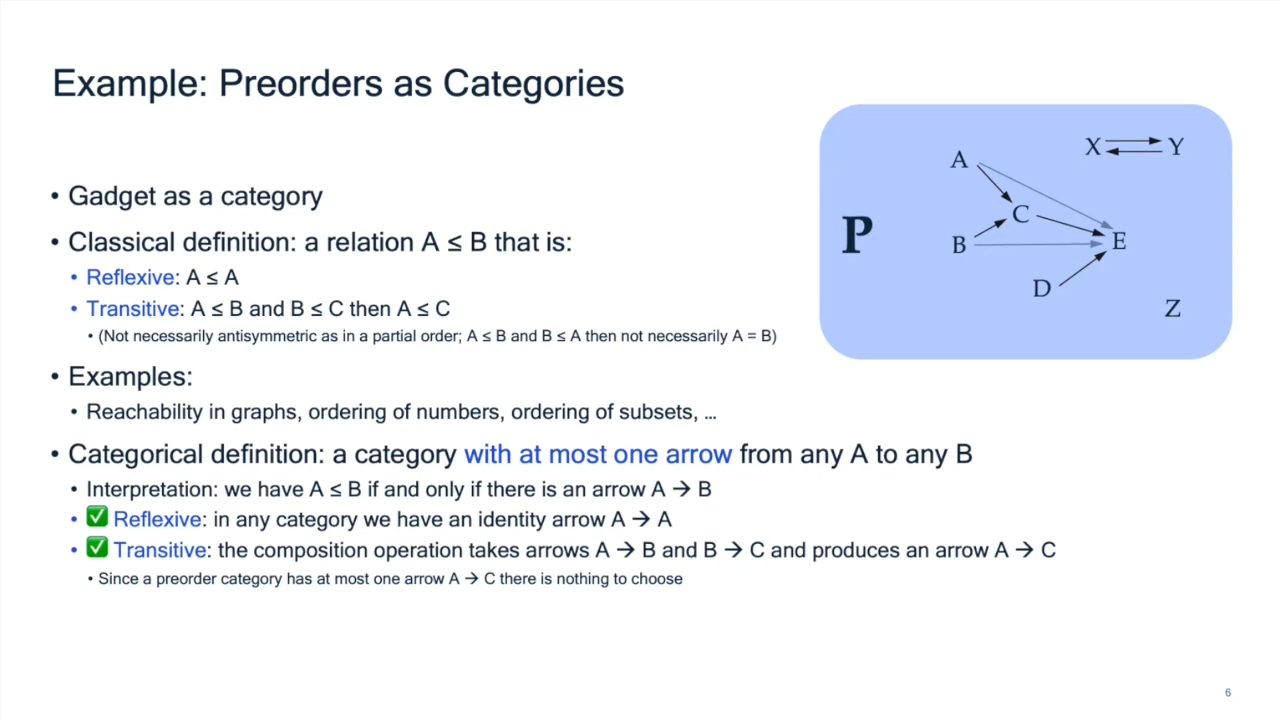 Example: Preorders as Categories
• Gadget as a category
• Classical definition: a relation A ≤ B that is:
• Reflexive: A ≤ A
• Transitive: A ≤ B and B ≤ C then A ≤ C
• (Not necessarily antisymmetric as in a partial order; A ≤ B and B ≤ A then not necessarily A = B)
• Examples:
• Reachability in graphs, ordering of numbers, ordering of subsets, ...
• Categorical definition: a category with at most one arrow from any A to any B
• Interpretation: we have A ≤ B if and only if there is an arrow A → B
• ✅ Reflexive: in any category we have an identity arrow A → A
• ✅ Transitive: the composition operation takes arrows A → B and B → C and produces an arrow A → C
• Since a preorder category has at most one arrow A → C there is nothing to choose
P
A
X
Y
C
B
E
D
Z
6